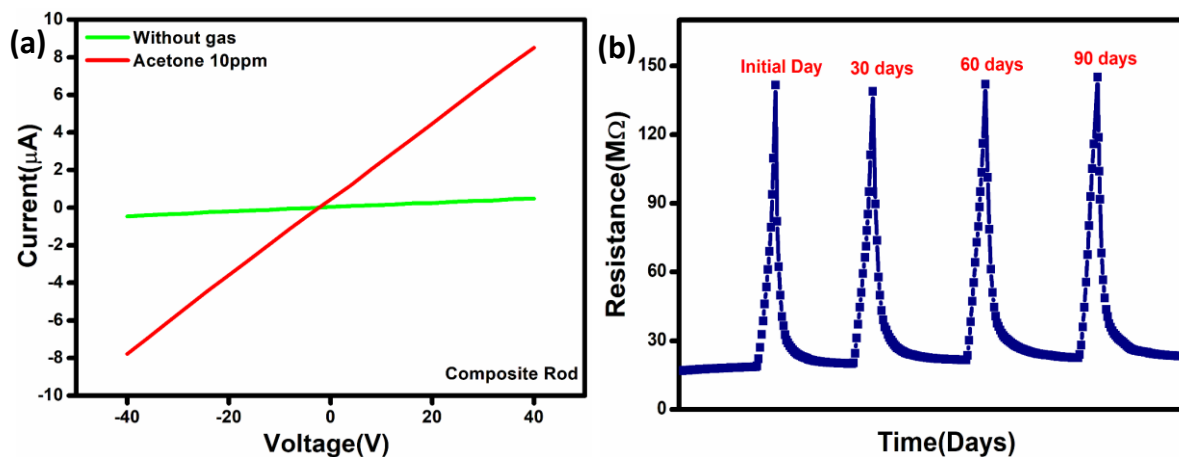 (a)
10
8
6
4
2
0
-2
-4
-6
-8
-10
Current(μA)
Without gas
Acetone 10ppm
Composite Rod
-40
-20
0
20
40
Voltage(V)
(b)
150
120
90
60
30
0
Resistance(MΩ)
Initial Day
30 days
60 days
90 days
Time(Days)